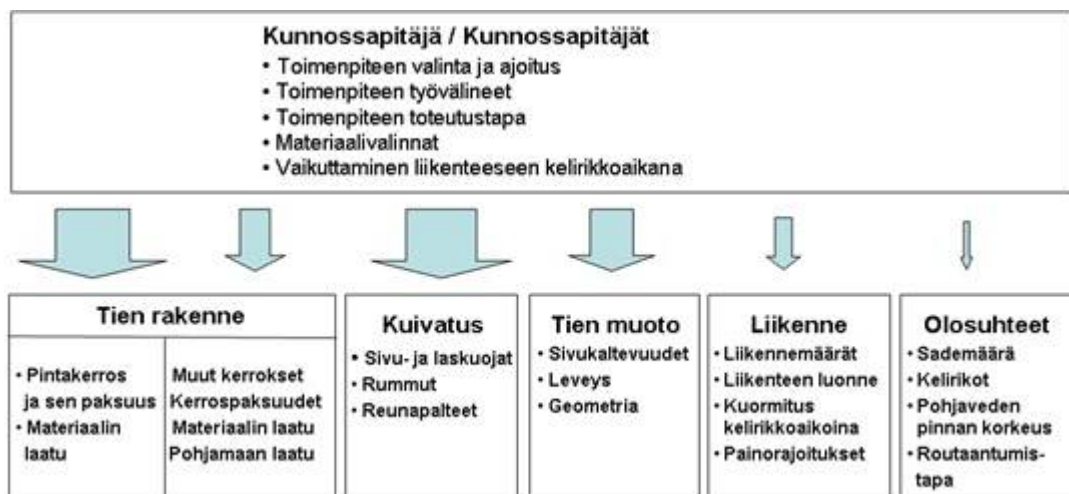 Kunnossapitäjä / Kunnossapitäjät
• Toimenpiteen valinta ja ajoitus
• Toimenpiteen työvälineet
• Toimenpiteen toteutustapa
• Materiaalivalinnat
• Vaikuttaminen liikenteeseen kelirikkoaikana
Tien rakenne
• Pintakerros
ja sen paksuus
• Materiaalin
laatu
Muut kerrokset
Kerrospaksuudet
Materiaalin laatu
Pohjamaan laatu
Kuivatus
• Sivu- ja laskuojat
• Rummut
• Reunapalteet
Tien muoto
• Sivukaltevuudet
• Leveys
• Geometria
Liikenne
• Liikennemäärät
• Liikenteen luonne
• Kuormitus
kelirikkoaikoina
• Painorajoitukset
Olosuhteet
• Sademäärä
• Kelirikot
• Pohjaveden
pinnan korkeus
• Routaantumis-
tapa